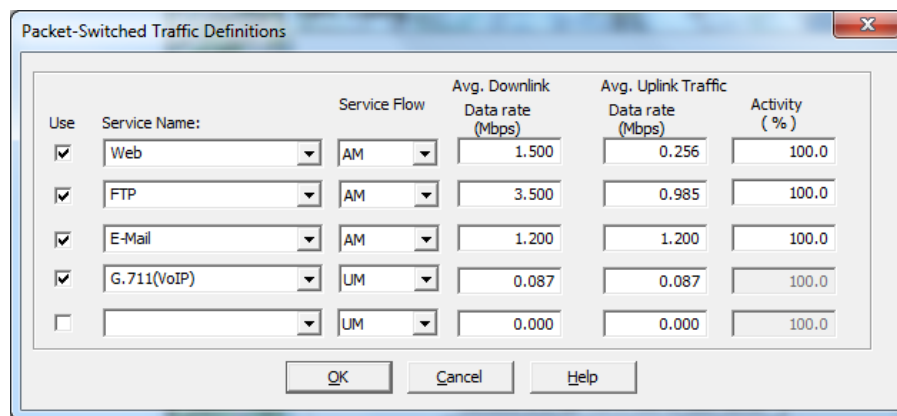 Packet-Switched Traffic Definitions
Avg. Downlink Avg. Uplink Traffic
Service Flow Data rate Data rate Activity
Use Service Name: (Mbps) (Mbps) ( % )
Web AM 1.500 0.256 100.0
FTP AM 3.500 0.985 100.0
E-Mail AM 1.200 1.200 100.0
G.711(VoIP) UM 0.087 0.087 100.0
UM 0.000 0.000 100.0
OK Cancel Help